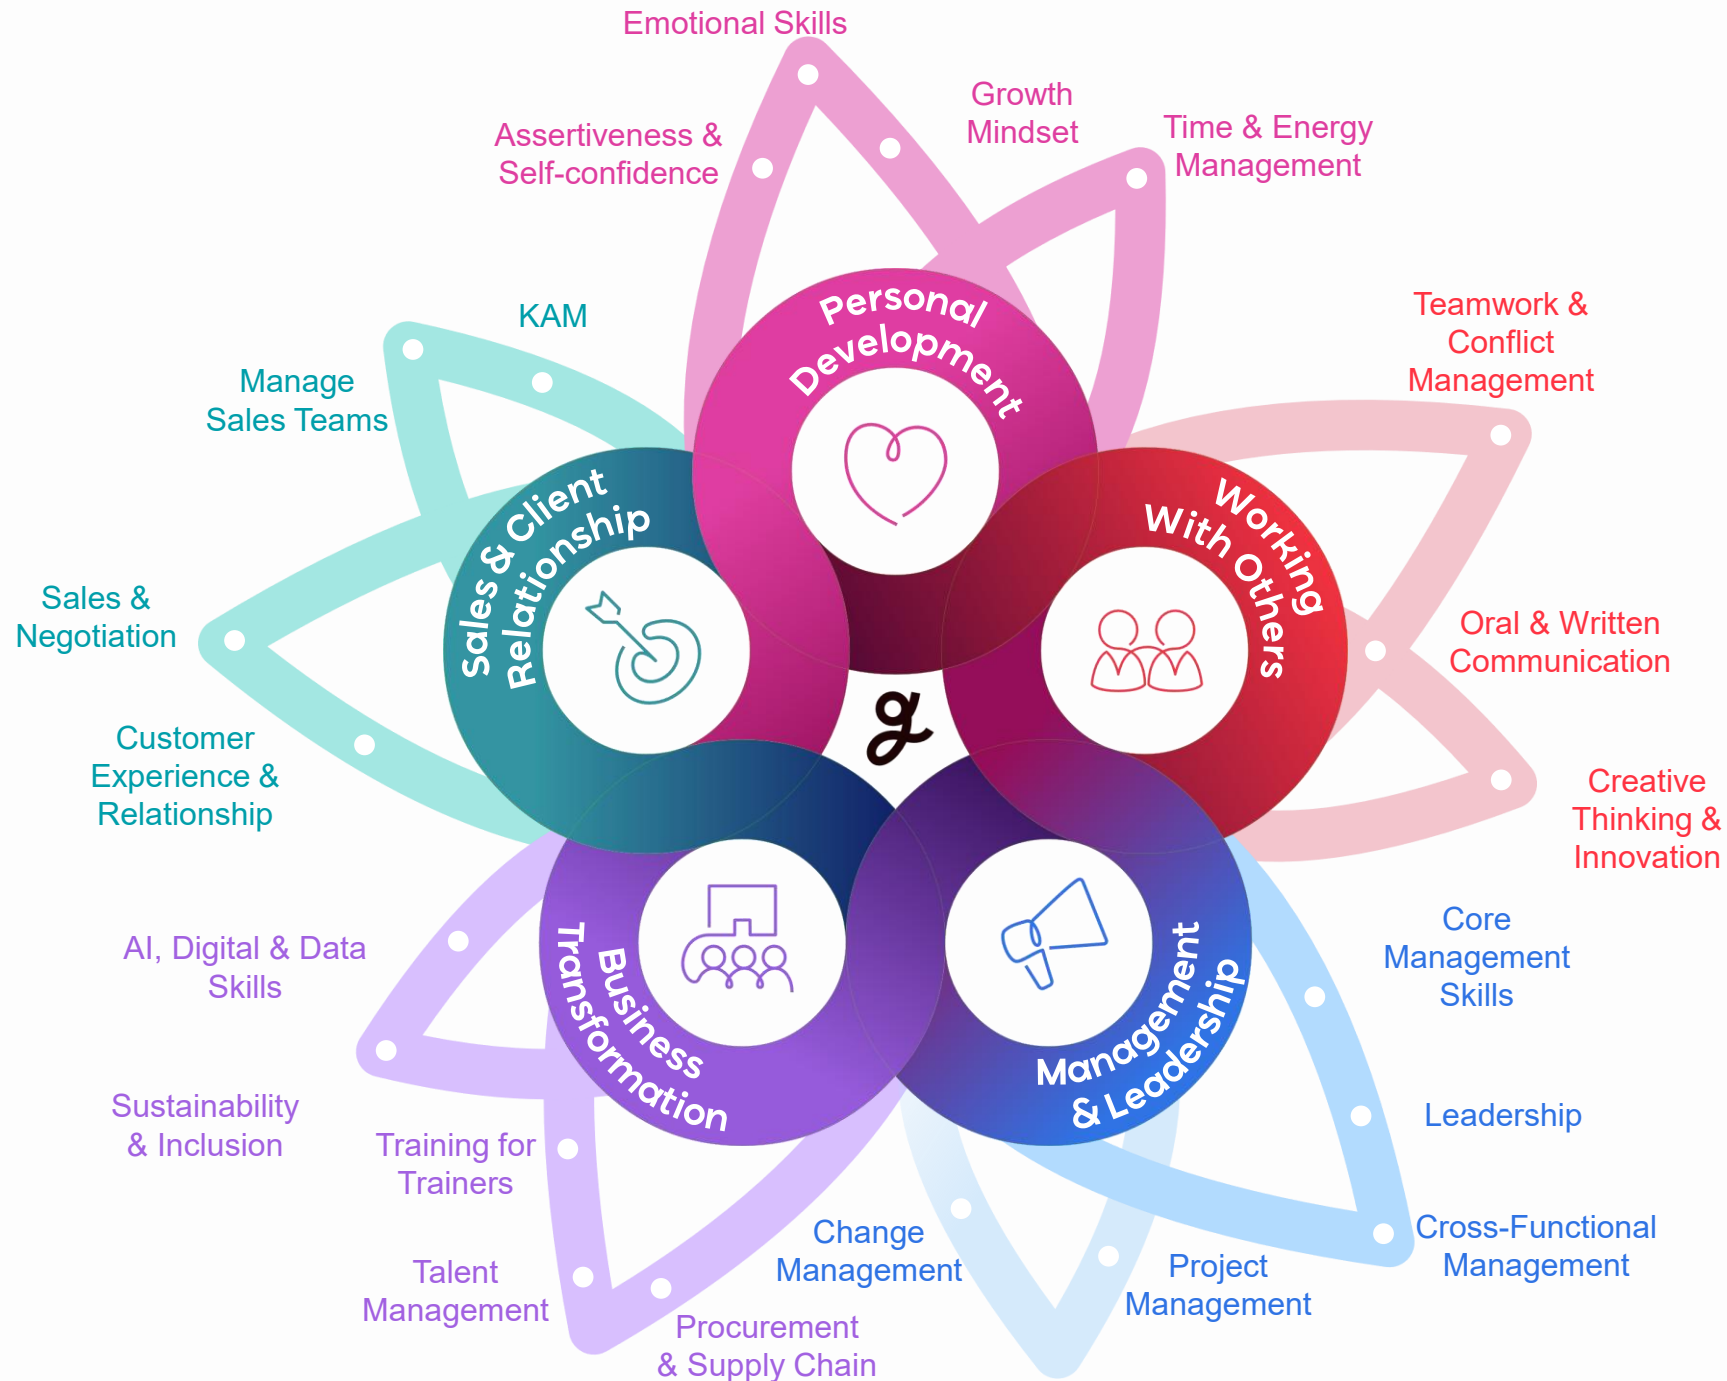 Emotional Skills
Growth
Mindset
Assertiveness &
Self-confidence
Time & Energy
Management
Personal
Development
KAM
Manage
Sales Teams
Sales &
Negotiation
Customer
Experience &
Relationship
Sales & Client
Relationship
Teamwork &
Conflict
Management
Oral & Written
Communication
Creative
Thinking &
Innovation
Working
With Others
g
AI, Digital & Data
Skills
Sustainability
& Inclusion
Training for
Trainers
Talent
Management
Procurement
& Supply Chain
Business
Transformation
Management
& Leadership
Core
Management
Skills
Leadership
Cross-Functional
Management
Project
Management
Change
Management